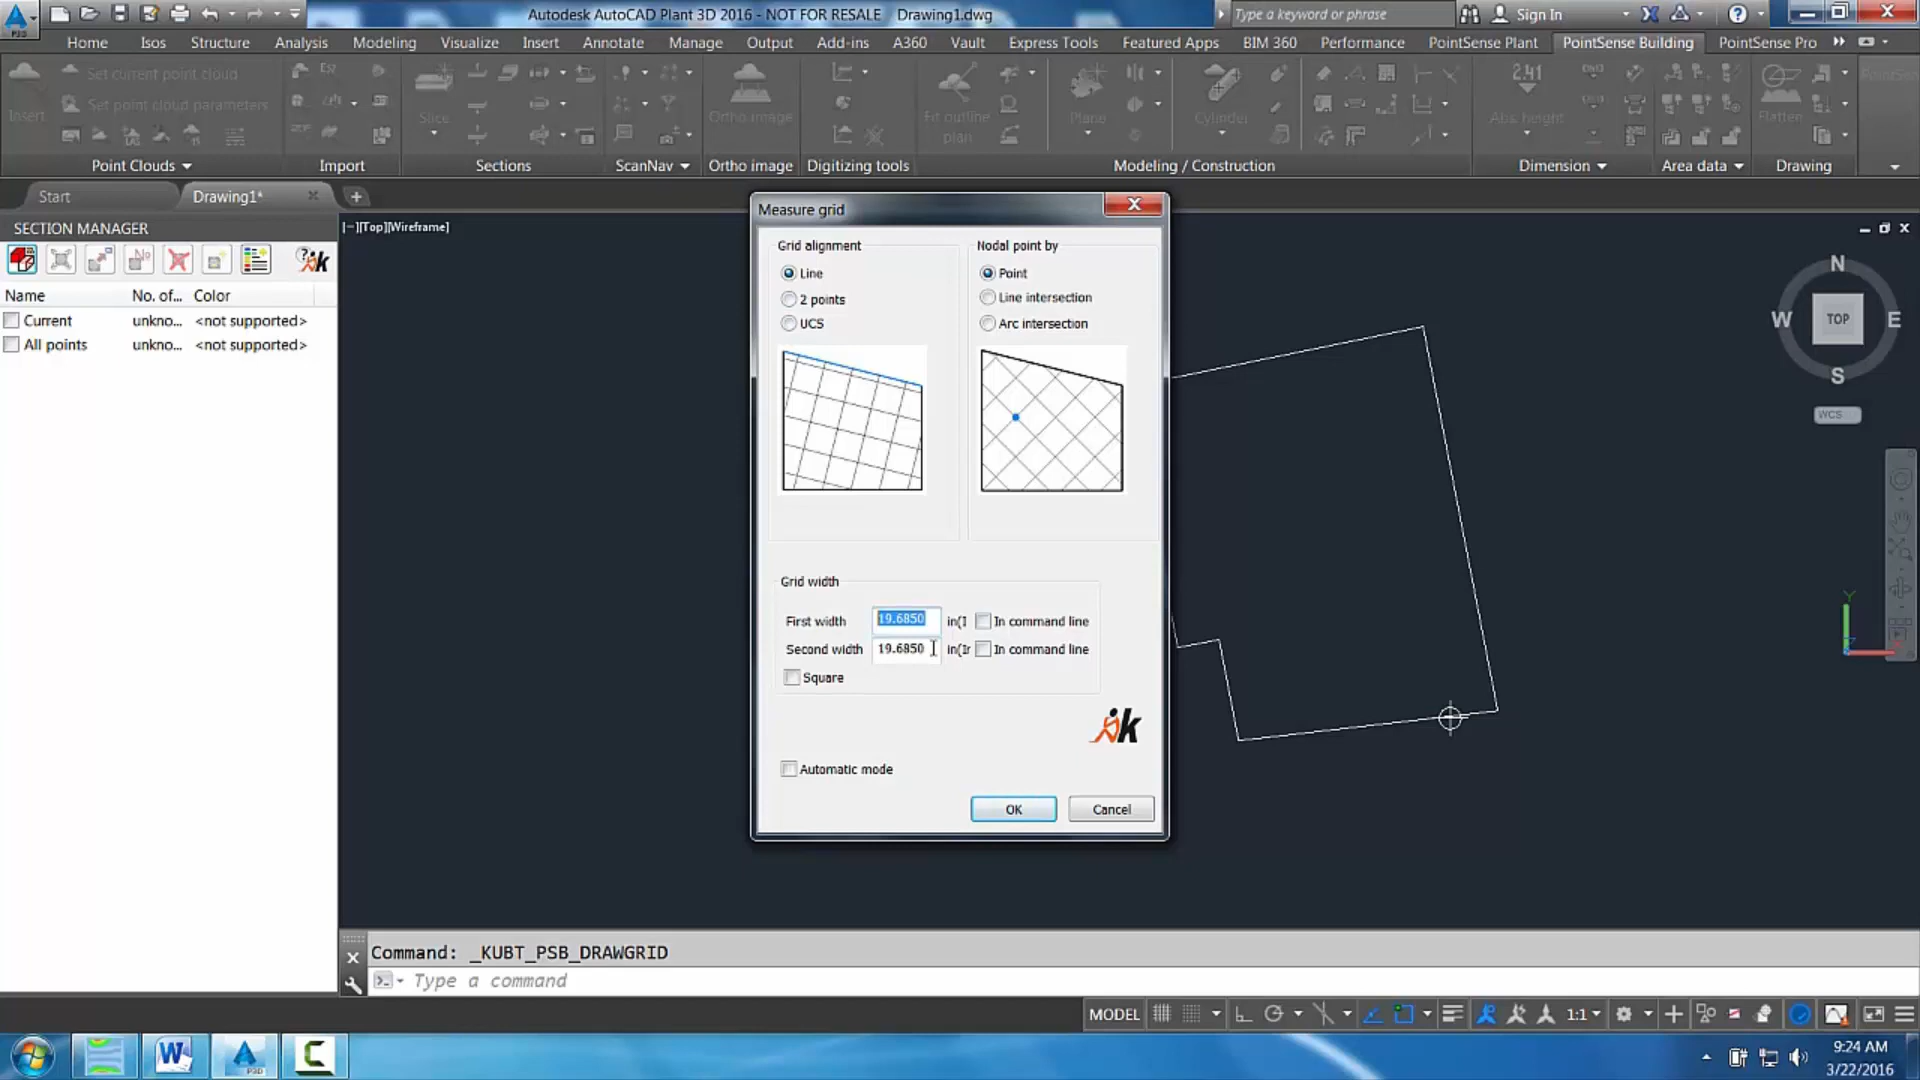 Autodesk AutoCAD Plant 3D 2016 - NOT FOR RESALE    Drawing1.dwg
Type a keyword or phrase
Sign In
Home Isos Structure Analysis Modeling Visualize Insert Annotate Manage Output Add-ins A360 Vault Express Tools Featured Apps BIM 360 Performance PointSense Plant PointSense Building PointSense Pro
Insert
Set current point cloud
Set point cloud parameters
Slice
Ortho image
Fit outline plan
Plane
Cylinder
2.41
Abs. height
Flatten
Point Clouds Import Sections ScanNav Ortho image Digitizing tools Modeling / Construction Dimension Area data Drawing
Start Drawing1*
SECTION MANAGER
[−][Top][Wireframe]
Name No. of... Color
Current unkno... <not supported>
All points unkno... <not supported>
Measure grid
Grid alignment
Line
2 points
UCS
Nodal point by
Point
Line intersection
Arc intersection
Grid width
First width 19.6850 in(I In command line
Second width 19.6850 in(Ir In command line
Square
k
Automatic mode
OK Cancel
N
W TOP E
S
WCS
Y
Command: _KUBT_PSB_DRAWGRID
Type a command
MODEL
1:1
9:24 AM
3/22/2016